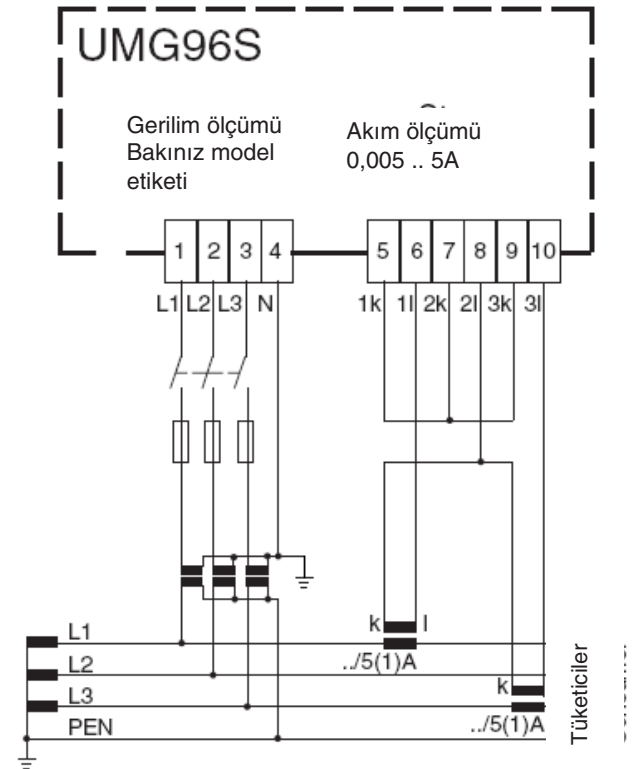 UMG96S
Gerilim ölçümü
Bakınız model
etiketi
Akım ölçümü
0,005 .. 5A
1 2 3 4 5 6 7 8 9 10
L1 L2 L3 N 1k 1l 2k 2l 3k 3l
k l
L1
../5(1)A
L2
k
L3
../5(1)A
PEN
Tüketiciler